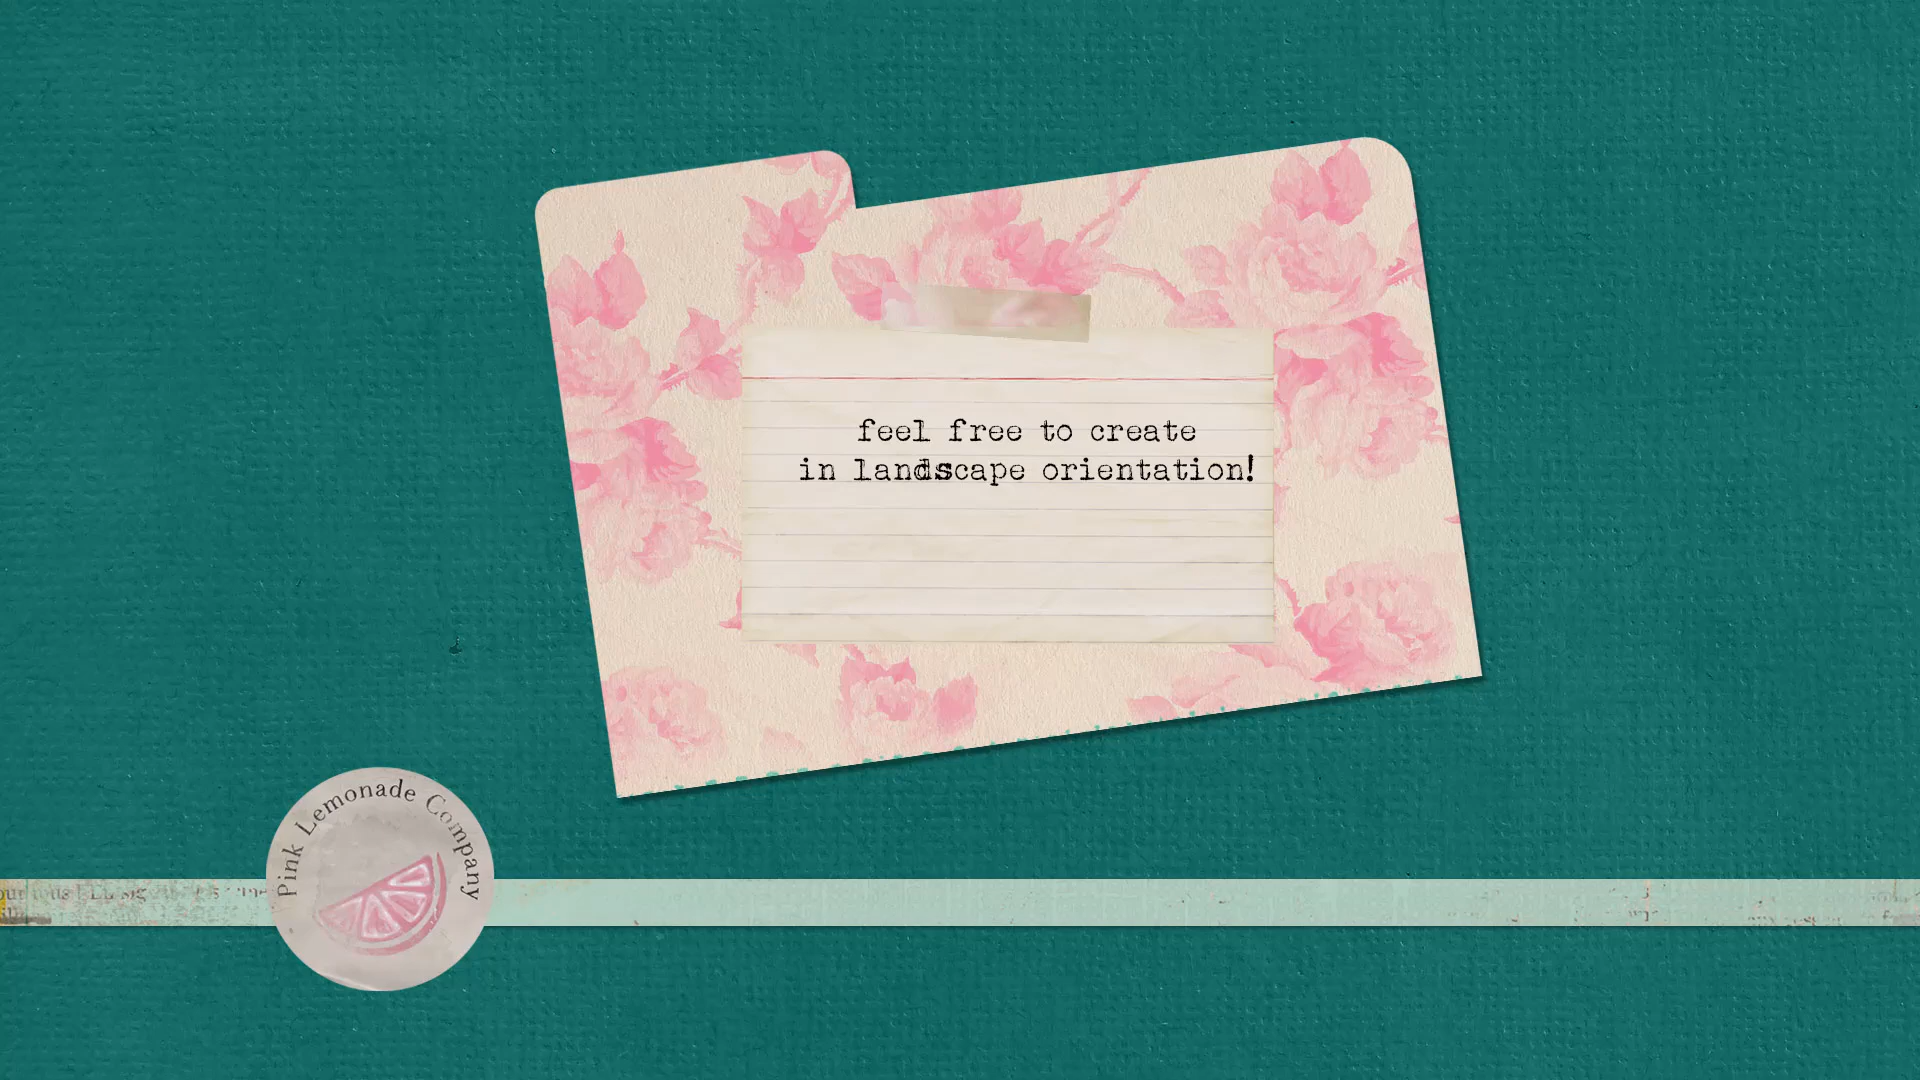 feel free to create
in landscape orientation!
Pink Lemonade Company